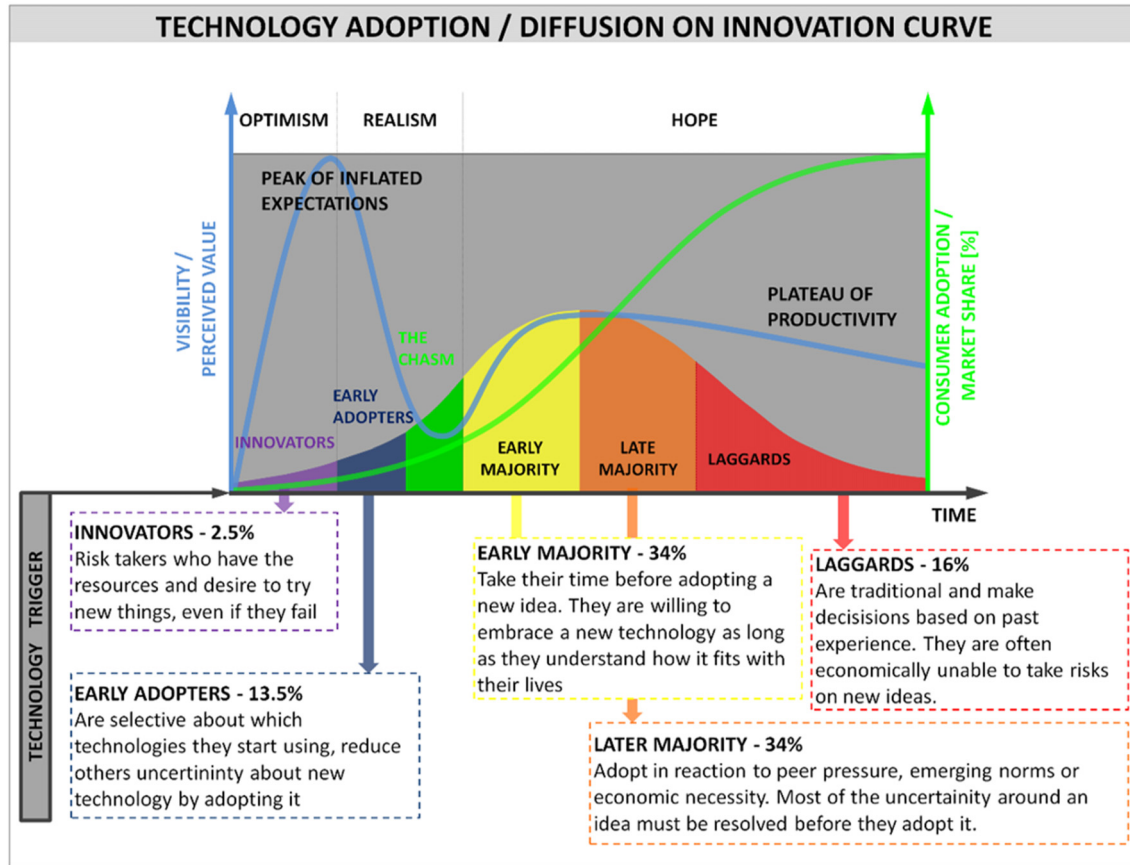 TECHNOLOGY ADOPTION / DIFFUSION ON INNOVATION CURVE
OPTIMISM
REALISM
HOPE
PEAK OF INFLATED
EXPECTATIONS
VISIBILITY /
PERCEIVED VALUE
THE
CHASM
PLATEAU OF
PRODUCTIVITY
CONSUMER ADOPTION /
MARKET SHARE [%]
EARLY
ADOPTERS
INNOVATORS
EARLY
MAJORITY
LATE
MAJORITY
LAGGARDS
TIME
TECHNOLOGY TRIGGER
INNOVATORS - 2.5%
Risk takers who have the
resources and desire to try
new things, even if they fail
EARLY ADOPTERS - 13.5%
Are selective about which
technologies they start using, reduce
others uncertininty about new
technology by adopting it
EARLY MAJORITY - 34%
Take their time before adopting a
new idea. They are willing to
embrace a new technology as long
as they understand how it fits with
their lives
LATER MAJORITY - 34%
Adopt in reaction to peer pressure, emerging norms or
economic necessity. Most of the uncertainity around an
idea must be resolved before they adopt it.
LAGGARDS - 16%
Are traditional and make
decisisions based on past
experience. They are often
economically unable to take risks
on new ideas.